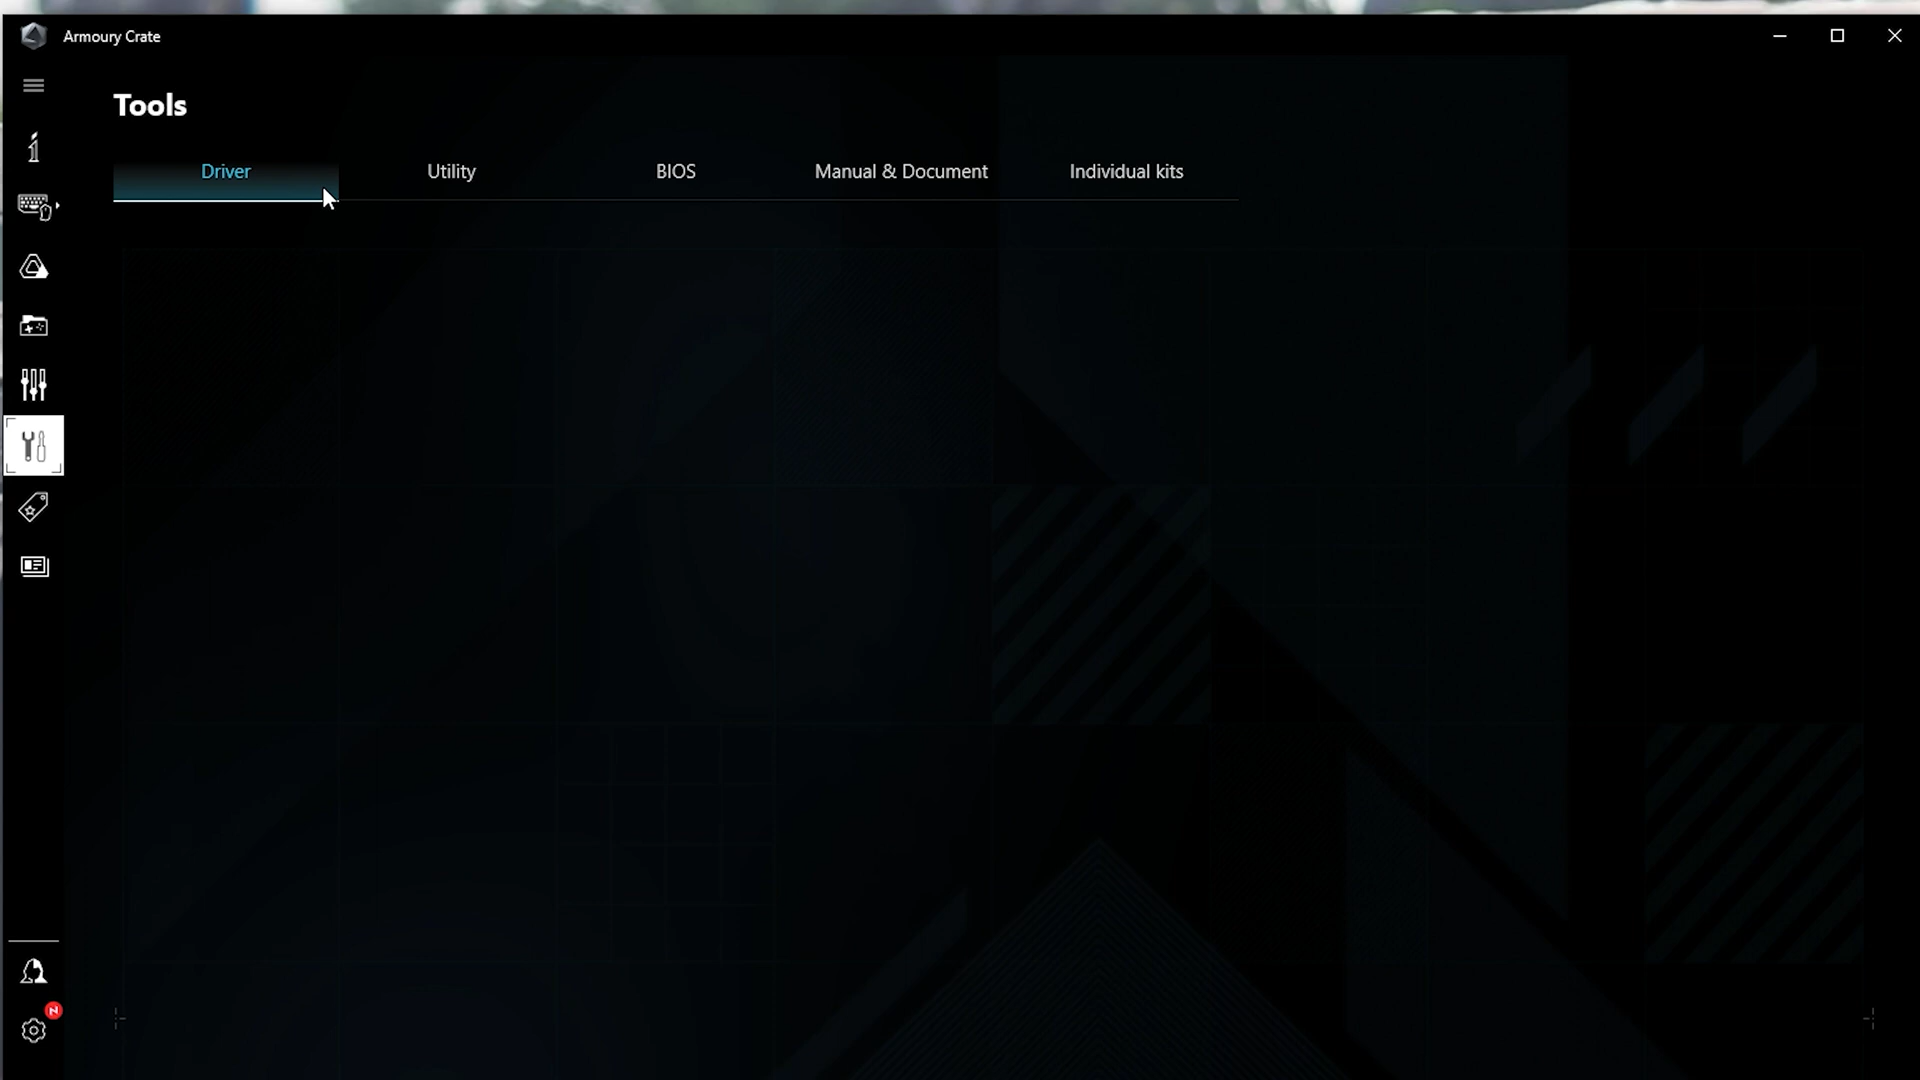 Armoury Crate
Tools
Driver
Utility
BIOS
Manual & Document
Individual kits
N